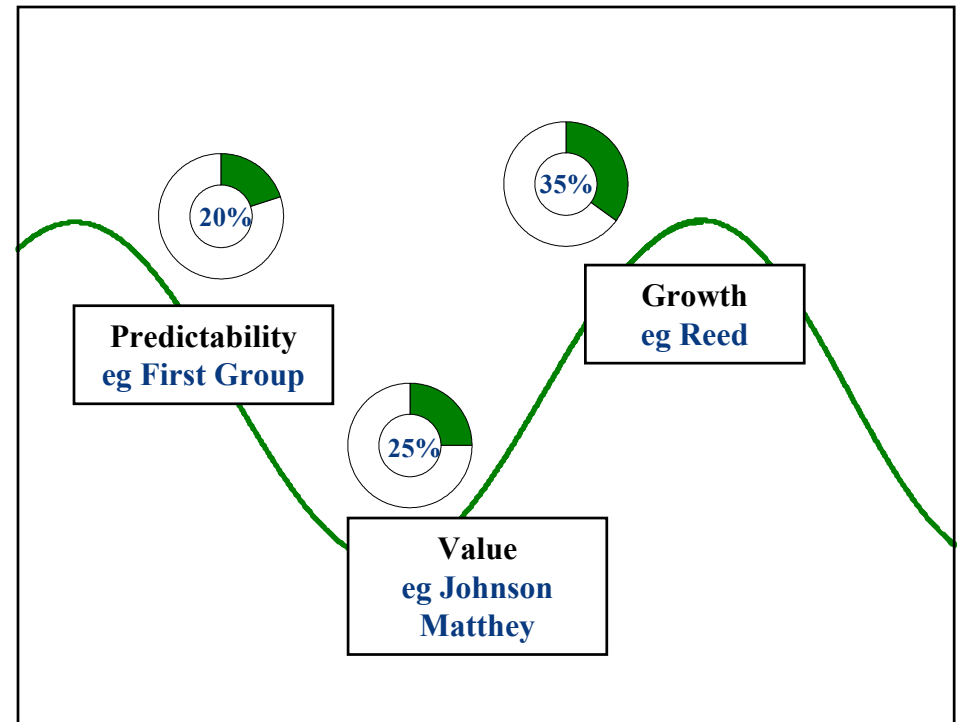 20%
Predictability
eg First Group
25%
Value
eg Johnson
Matthey
35%
Growth
eg Reed